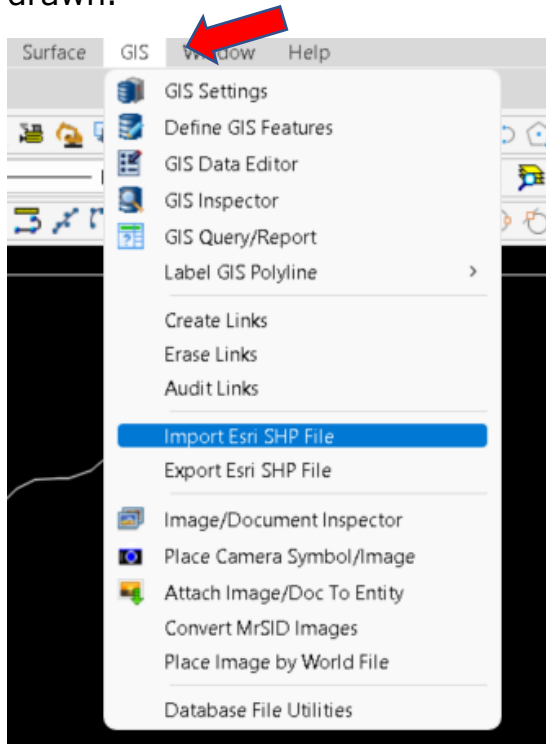 drawn.
Surface GIS Window Help
GIS Settings
Define GIS Features
GIS Data Editor
GIS Inspector
GIS Query/Report
Label GIS Polyline
Create Links
Erase Links
Audit Links
Import Esri SHP File
Export Esri SHP File
Image/Document Inspector
Place Camera Symbol/Image
Attach Image/Doc To Entity
Convert MrSID Images
Place Image by World File
Database File Utilities